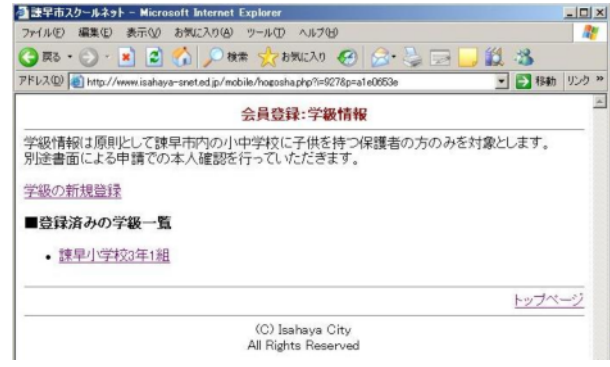 諫早市スクールネット - Microsoft Internet Explorer
ファイル(F) 編集(E) 表示(V) お気に入り(A) ツール(T) ヘルプ(H)
戻る 検索 お気に入り
アドレス(D) http://www.isahaya-snet.ed.jp/mobile/hogosha.php?i=927&p=a1e0653e 移動 リンク »
会員登録:学級情報
学級情報は原則として諫早市内の小中学校に子供を持つ保護者の方のみを対象とします。
別途書面による申請での本人確認を行っていただきます。
学級の新規登録
■登録済みの学級一覧
• 諫早小学校3年1組
トップページ
(C) Isahaya City
All Rights Reserved